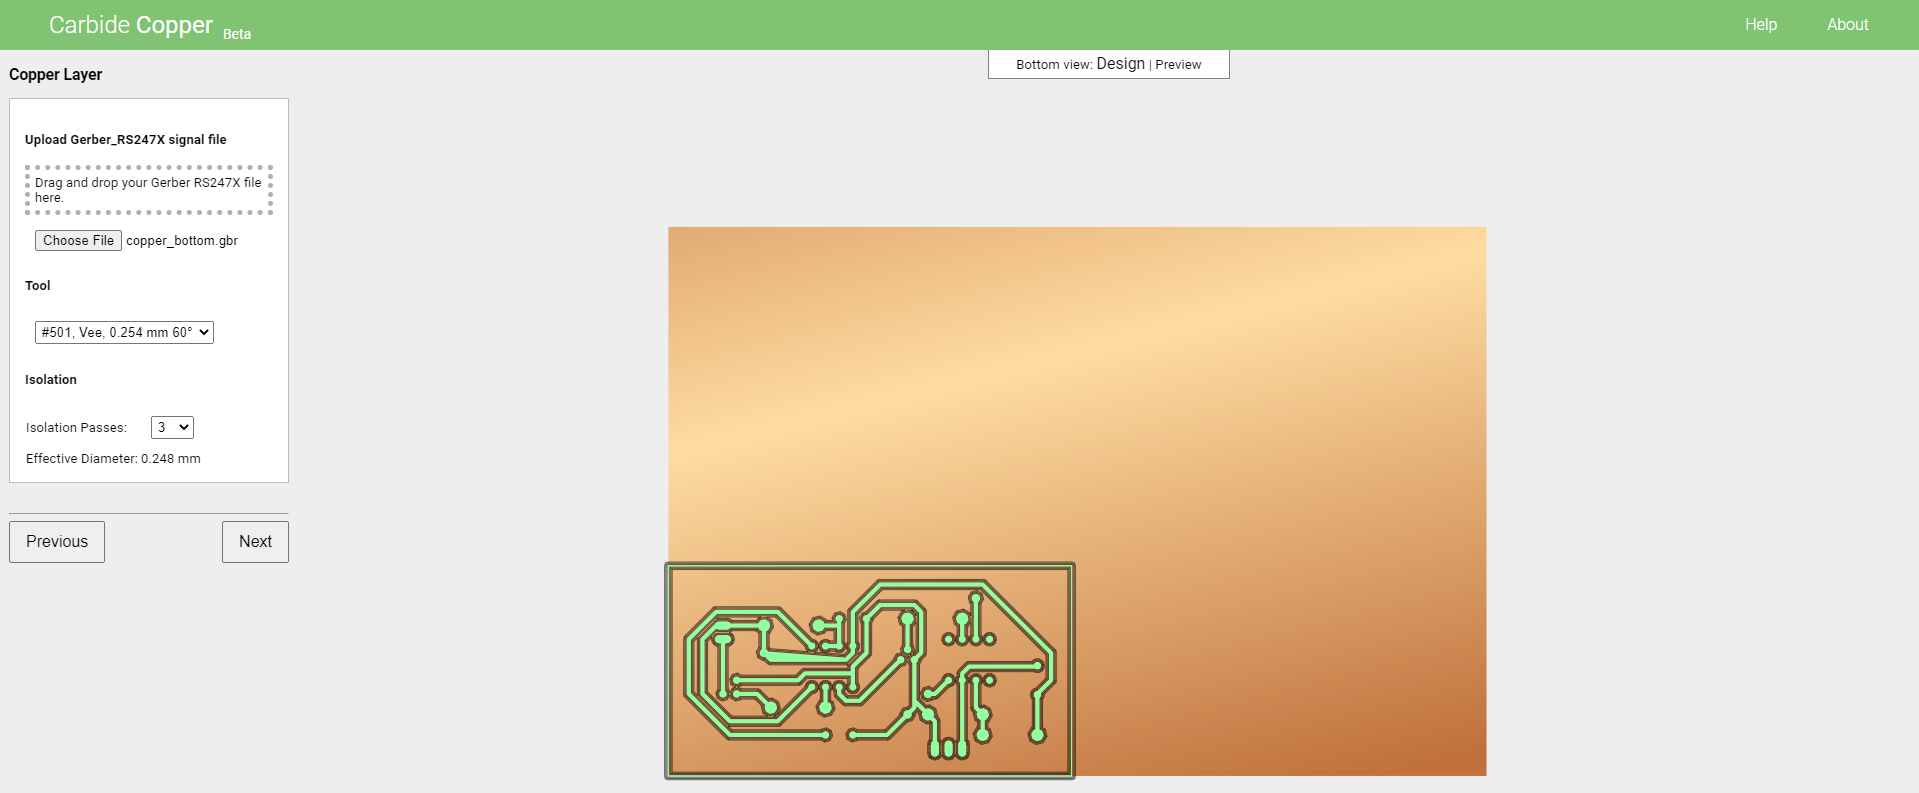 Carbide Copper Beta
Help
About
Bottom view: Design | Preview
Copper Layer
Upload Gerber_RS247X signal file
Drag and drop your Gerber RS247X file
here.
Choose File copper_bottom.gbr
Tool
#501, Vee, 0.254 mm 60°
Isolation
Isolation Passes: 3
Effective Diameter: 0.248 mm
Previous
Next